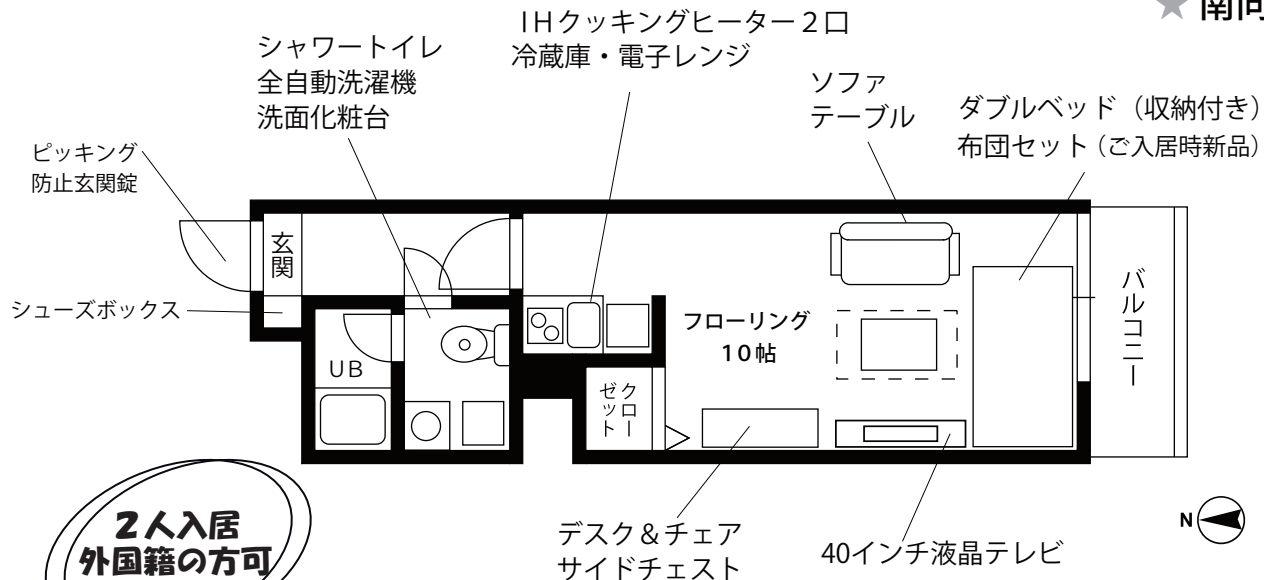 ★ 南向
IHクッキングヒーター2口
冷蔵庫・電子レンジ
シャワートイレ
全自動洗濯機
洗面化粧台
ソファ
テーブル
ダブルベッド（収納付き）
布団セット（ご入居時新品）
ピッキング
防止玄関錠
玄関
シューズボックス
UB
フローリング
10帖
クローゼット
バルコニー
デスク＆チェア
サイドチェスト
40インチ液晶テレビ
N
2人入居
外国籍の方可